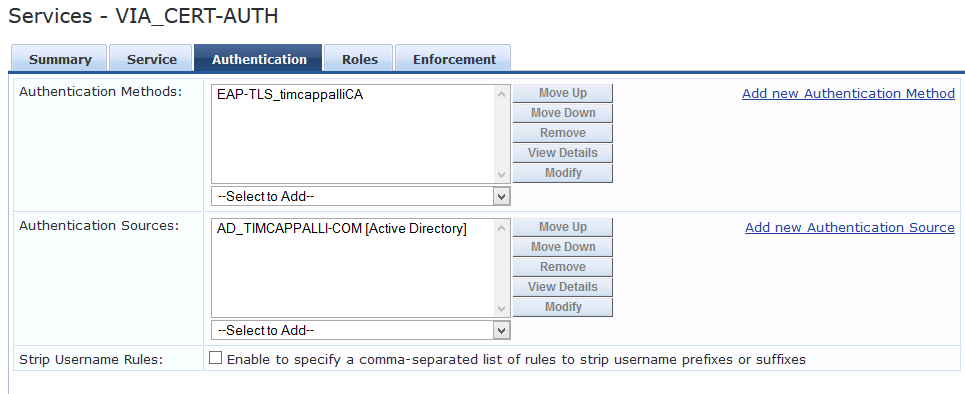 Services - VIA_CERT-AUTH
Summary Service Authentication Roles Enforcement
Authentication Methods:
EAP-TLS_timcappalliCA
Move Up
Move Down
Remove
View Details
Modify
Add new Authentication Method
--Select to Add--
Authentication Sources:
AD_TIMCAPPALLI-COM [Active Directory]
Move Up
Move Down
Remove
View Details
Modify
Add new Authentication Source
--Select to Add--
Strip Username Rules:
Enable to specify a comma-separated list of rules to strip username prefixes or suffixes